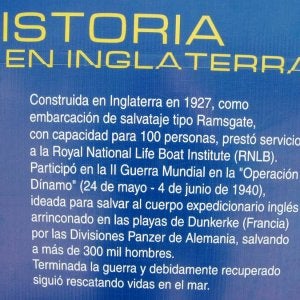 ISTORIA
EN INGLATERRA
Construida en Inglaterra en 1927, como
embarcación de salvataje tipo Ramsgate,
con capacidad para 100 personas, prestó servicio
a la Royal National Life Boat Institute (RNLB).
Participó en la II Guerra Mundial en la "Operación
Dínamo" (24 de mayo - 4 de junio de 1940),
ideada para salvar al cuerpo expedicionario inglés
arrinconado en las playas de Dunkerke (Francia)
por las Divisiones Panzer de Alemania, salvando
a más de 300 mil hombres.
Terminada la guerra y debidamente recuperado
siguió rescatando vidas en el mar.